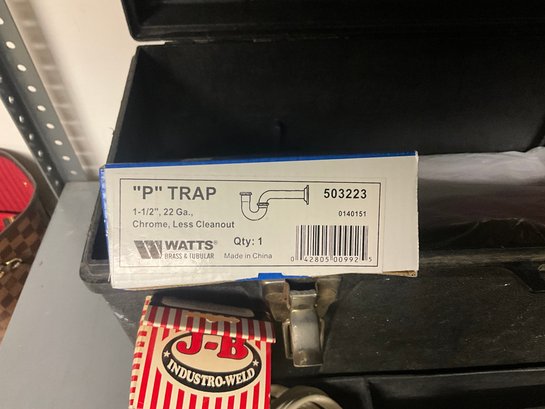 "P" TRAP
503223
1-1/2", 22 Ga.,
0140151
Chrome, Less Cleanout
WATTS
Qty: 1
BRASS & TUBULAR
Made in China
0 42805 00992 5
J-B
INDUSTRO-WELD